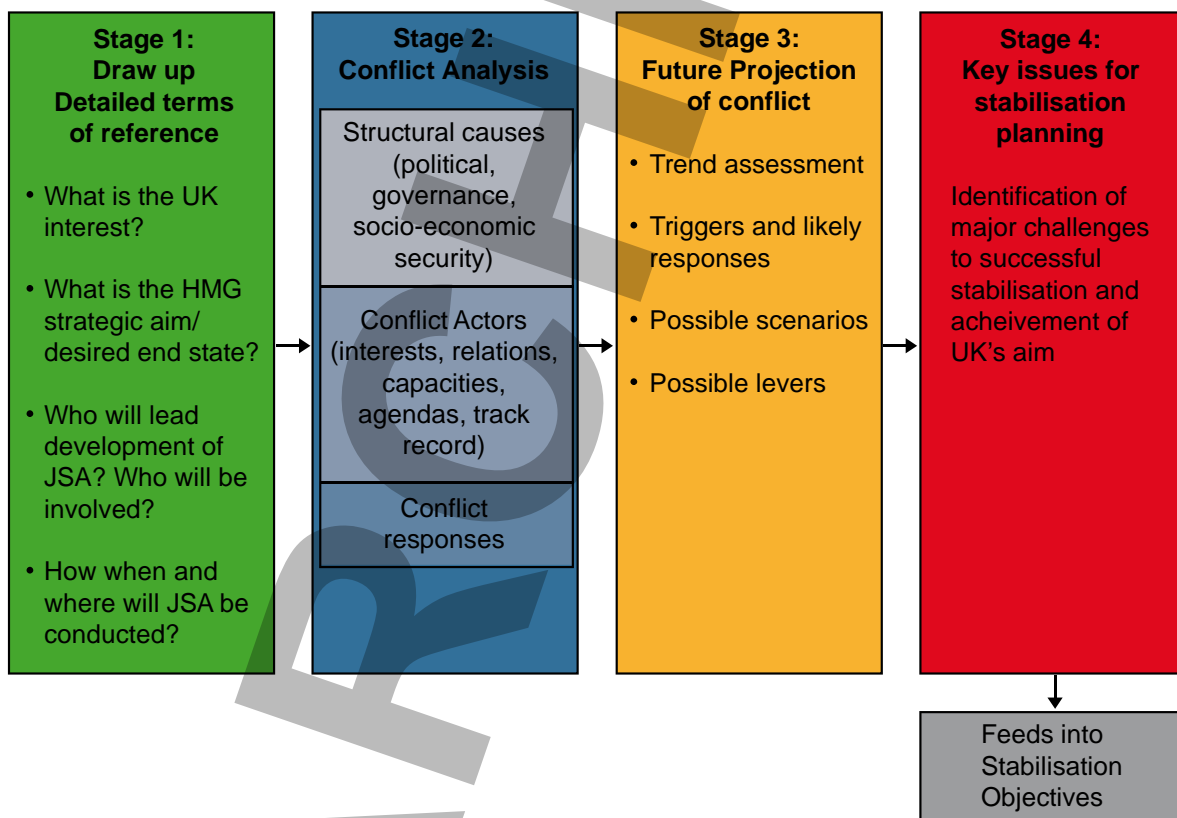 Stage 1:
Draw up
Detailed terms
of reference
• What is the UK
interest?
• What is the HMG
strategic aim/
desired end state?
• Who will lead
development of
JSA? Who will be
involved?
• How when and
where will JSA be
conducted?
Stage 2:
Conflict Analysis
Structural causes
(political,
governance,
socio-economic
security)
Conflict Actors
(interests, relations,
capacities,
agendas, track
record)
Conflict
responses
Stage 3:
Future Projection
of conflict
• Trend assessment
• Triggers and likely
responses
• Possible scenarios
• Possible levers
Stage 4:
Key issues for
stabilisation
planning
Identification of
major challenges
to successful
stabilisation and
acheivement of
UK's aim
Feeds into
Stabilisation
Objectives